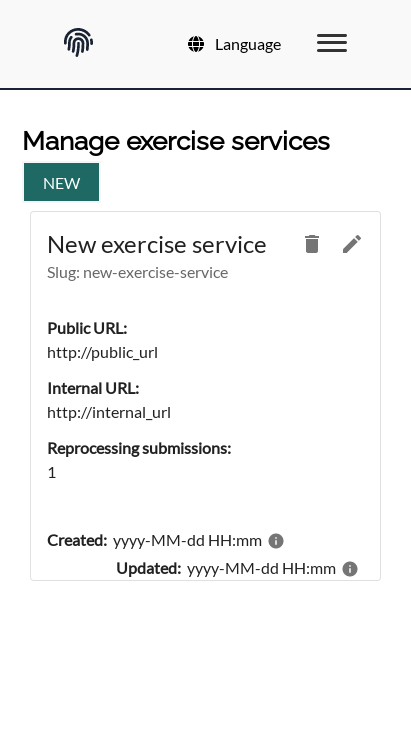 Language
Manage exercise services
NEW
New exercise service
Slug: new-exercise-service
Public URL:
http://public_url
Internal URL:
http://internal_url
Reprocessing submissions:
1
Created: yyyy-MM-dd HH:mm
Updated: yyyy-MM-dd HH:mm